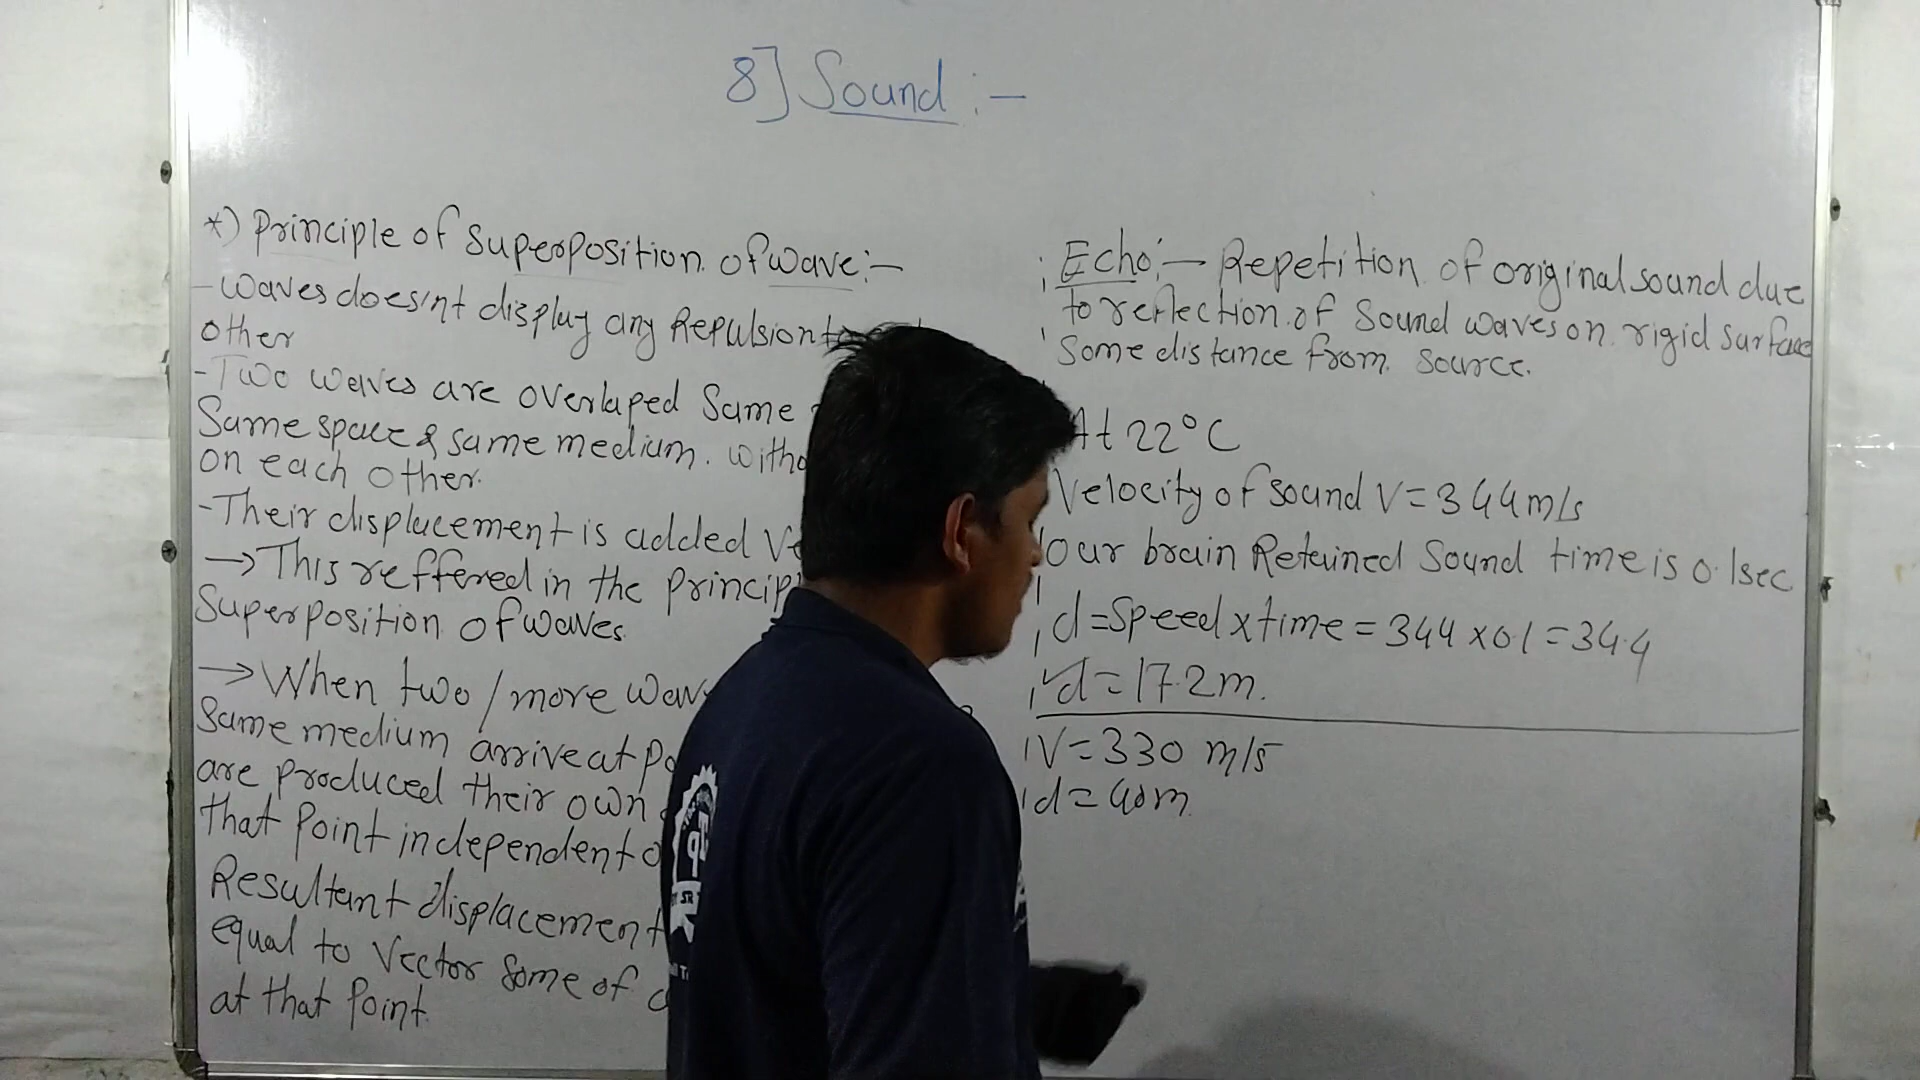 8] Sound :-
*) Principle of Superposition of wave:-
- Waves does'nt display any Repulsion
other
- Two waves are overlaped Same
Same space & same medium. witho
on each other.
- Their displacement is added Ve
→ This reffered in the Princip
Superposition of waves.
→ When two / more wav
Same medium arrive at Po
are produced their own
that Point independent o
Resultant displacement
equal to Vector Some of
at that Point.
Echo:- Repetition of original sound due
to reflection of Sound waves on rigid surface
Some distance from Source.
At 22°C
Velocity of sound V = 344 m/s
our brain Retained Sound time is 0.1sec
d = Speed x time = 344 x 0.1 = 34.4
d = 17.2 m.
V = 330 m/s
d = 40m.